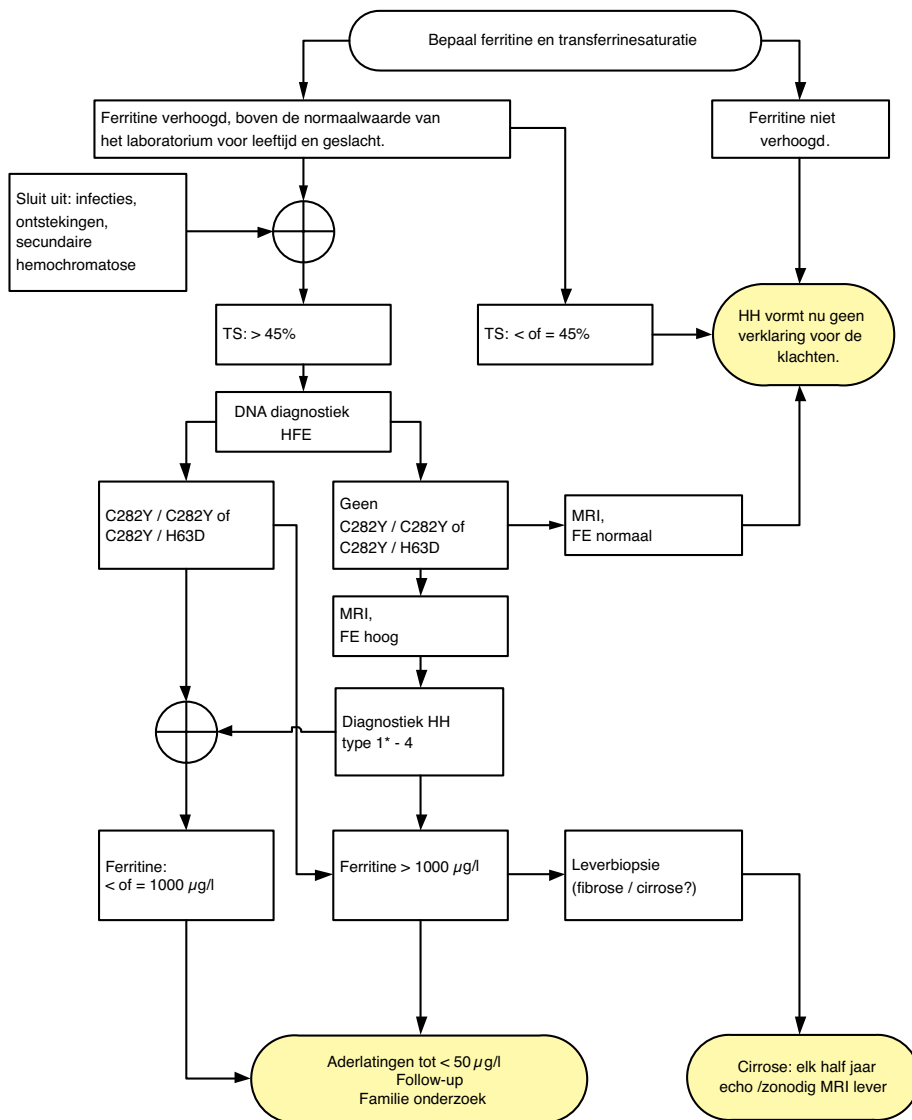 Bepaal ferritine en transferrinesaturatie
Ferritine verhoogd, boven de normaalwaarde van
het laboratorium voor leeftijd en geslacht.
Ferritine niet
verhoogd.
Sluit uit: infecties,
ontstekingen,
secundaire
hemochromatose
TS: > 45%
TS: < of = 45%
HH vormt nu geen
verklaring voor de
klachten.
DNA diagnostiek
HFE
C282Y / C282Y of
C282Y / H63D
Geen
C282Y / C282Y of
C282Y / H63D
MRI,
FE normaal
MRI,
FE hoog
Diagnostiek HH
type 1* - 4
Ferritine:
< of = 1000 µg/l
Ferritine > 1000 µg/l
Leverbiopsie
(fibrose / cirrose?)
Aderlatingen tot < 50 µg/l
Follow-up
Familie onderzoek
Cirrose: elk half jaar
echo /zonodig MRI lever